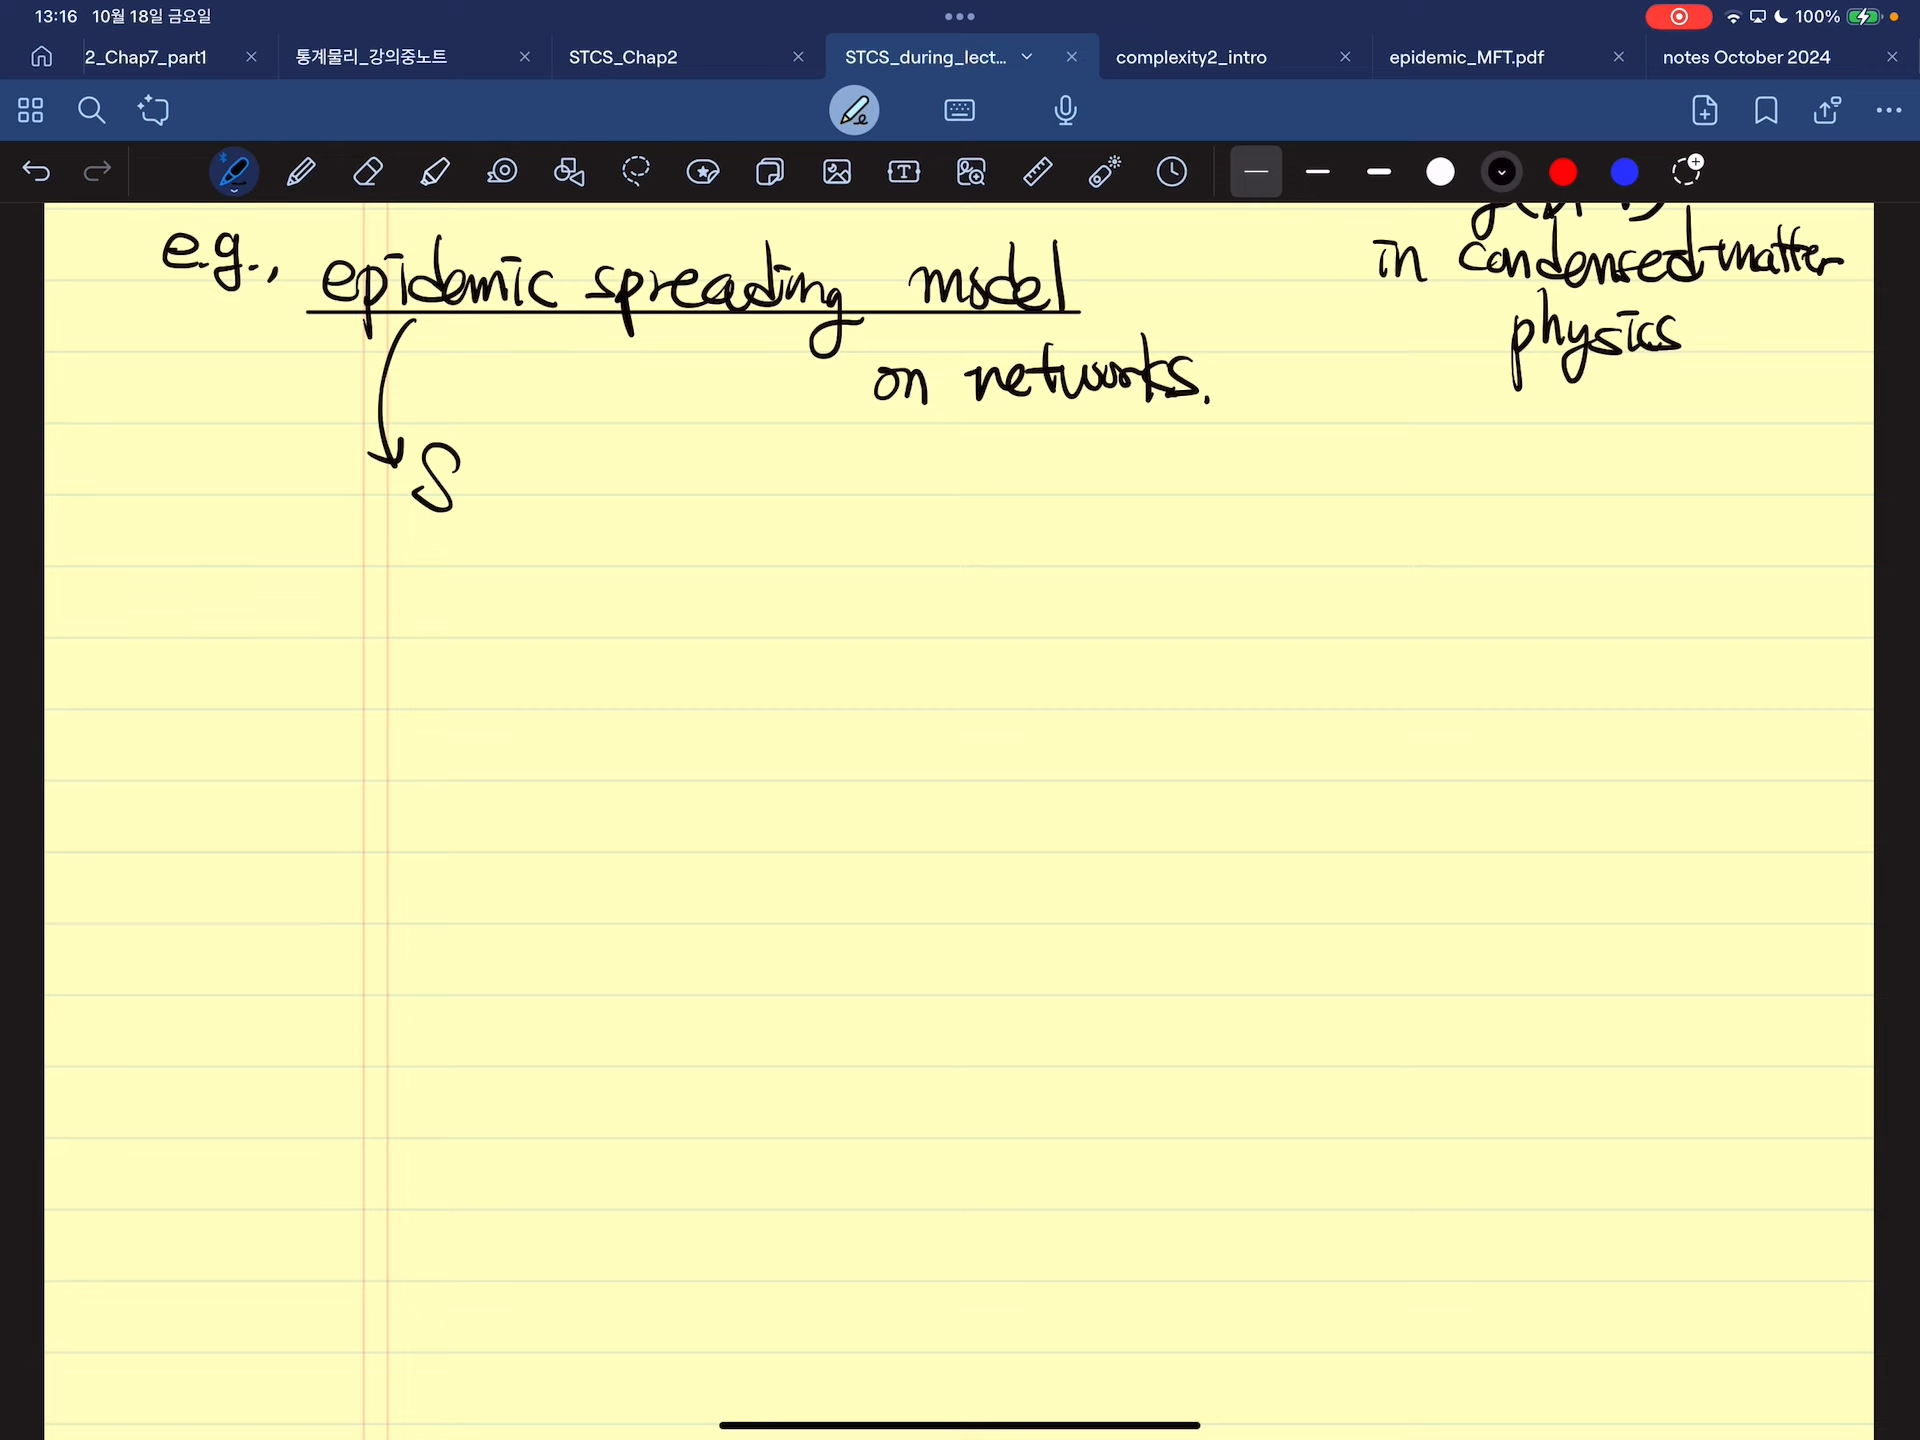 13:16 10월 18일 금요일
100%
2_Chap7_part1
통계물리_강의중노트
STCS_Chap2
STCS_during_lect...
complexity2_intro
epidemic_MFT.pdf
notes October 2024
e.g., epidemic spreading model
on networks.
S
in condensed-matter
physics